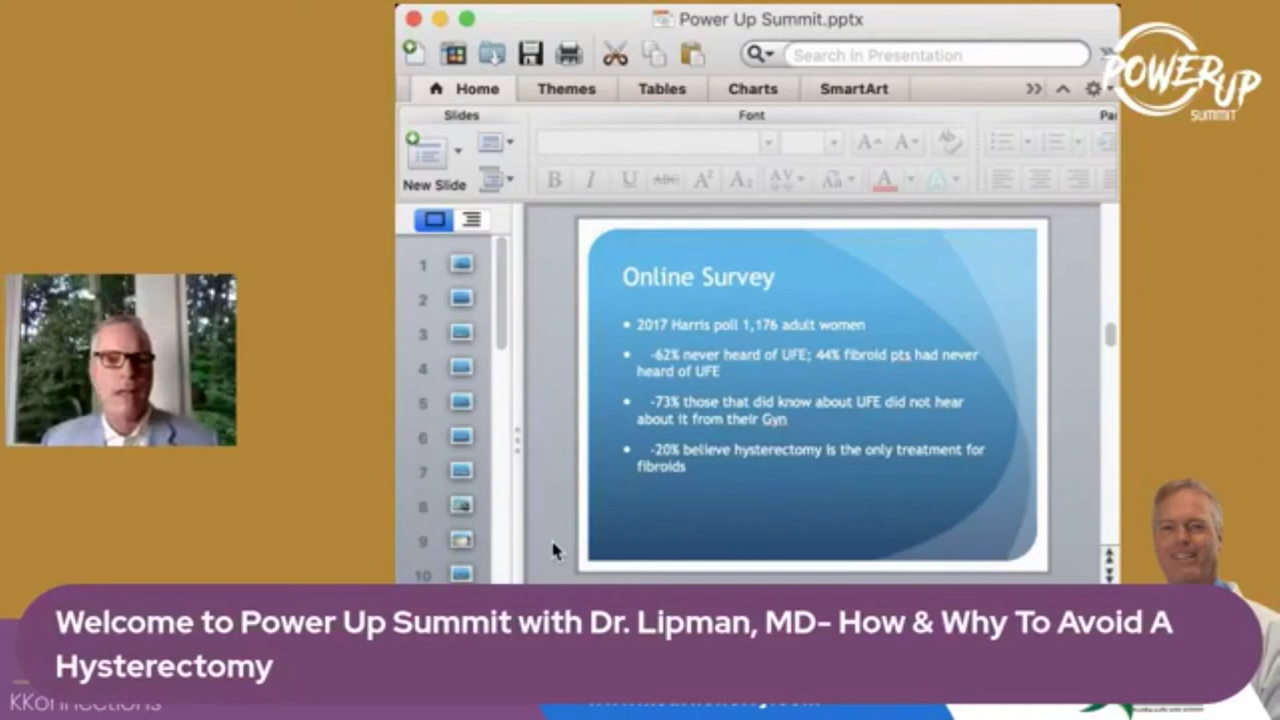 Power Up Summit.pptx
Search in Presentation
POWER UP
SUMMIT
Home
Themes
Tables
Charts
SmartArt
Slides
Font
New Slide
B I U ABC A² A₂
1
2
3
4
5
6
7
8
9
10
Online Survey
• 2017 Harris poll 1,176 adult women
• -62% never heard of UFE; 44% fibroid pts had never
heard of UFE
• -73% those that did know about UFE did not hear
about it from their Gyn
• -20% believe hysterectomy is the only treatment for
fibroids
Welcome to Power Up Summit with Dr. Lipman, MD- How & Why To Avoid A
Hysterectomy